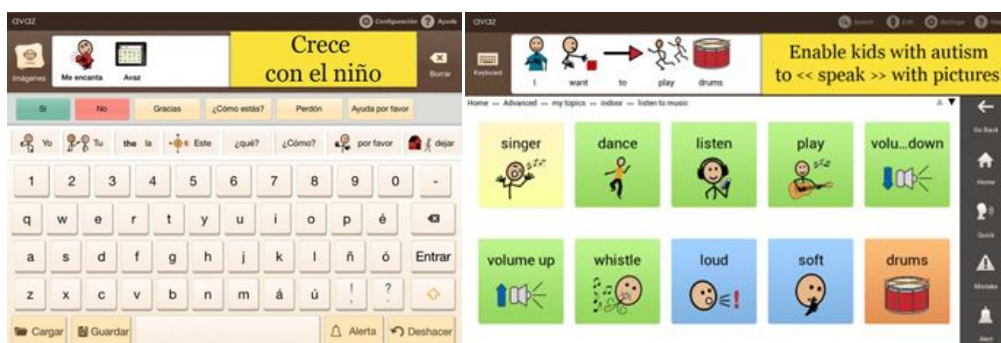 avaz
Configuración
Ayuda
Imágenes
Me encanta
Avaz
Crece
con el niño
Borrar
Si
No
Gracias
¿Cómo estás?
Perdón
Ayuda por favor
Yo
Tu
the la
Este
¿qué?
¿Cómo?
por favor
dejar
1 2 3 4 5 6 7 8 9 0 -
q w e r t y u i o p é
a s d f g h j k l ñ ó Entrar
z x c v b n m á ú ! , ? .
Cargar
Guardar
Alerta
Deshacer
avaz
Search
Edit
Settings
Keyboard
I want to play drums
Enable kids with autism
to << speak >> with pictures
Home
Advanced
my topics
indoor
listen to music
singer
dance
listen
play
volu...down
volume up
whistle
loud
soft
drums
Go Back
Home
Quick
Mistake
Alert